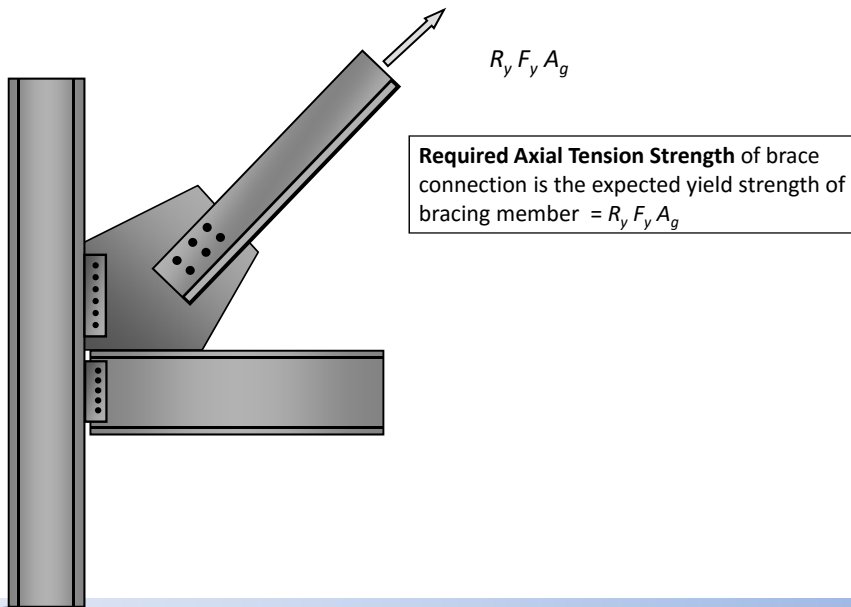 R_y F_y A_g
Required Axial Tension Strength of brace
connection is the expected yield strength of
bracing member = R_y F_y A_g